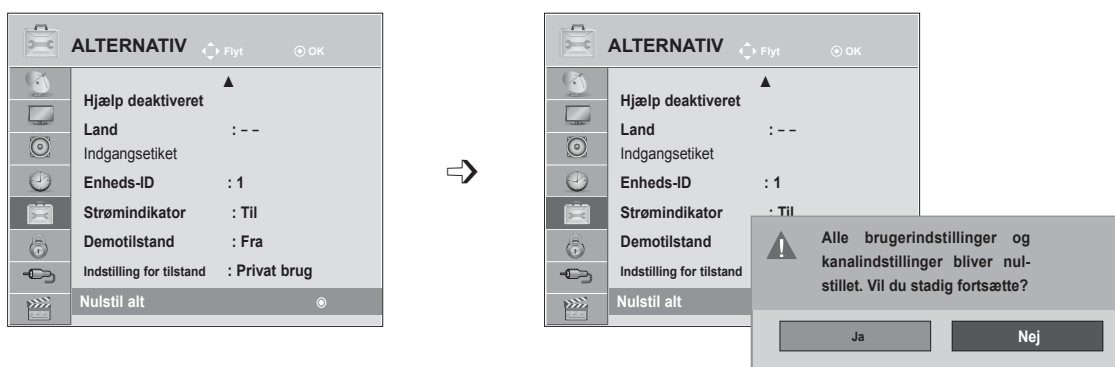 ALTERNATIV Flyt OK
Hjælp deaktiveret
Land : – –
Indgangsetiket
Enheds-ID : 1
Strømindikator : Til
Demotilstand : Fra
Indstilling for tilstand : Privat brug
Nulstil alt
ALTERNATIV Flyt OK
Hjælp deaktiveret
Land : – –
Indgangsetiket
Enheds-ID : 1
Strømindikator : Til
Demotilstand
Indstilling for tilstand
Nulstil alt
Alle brugerindstillinger og
kanalindstillinger bliver nul-
stillet. Vil du stadig fortsætte?
Ja Nej